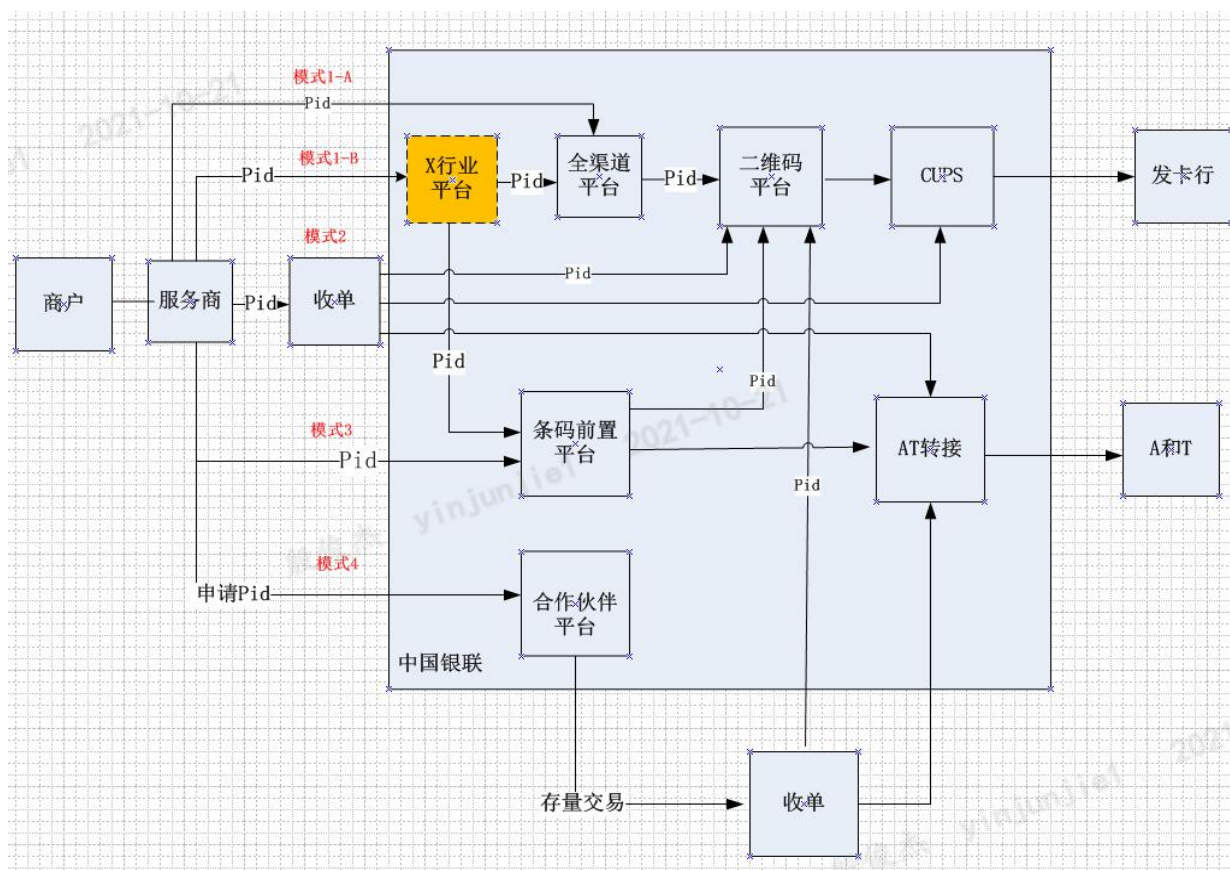 模式1-A
Pid
模式1-B
Pid
X行业
平台
Pid
全渠道
平台
Pid
二维码
平台
CUPS
发卡行
模式2
商户
服务商
Pid
收单
Pid
Pid
Pid
模式3
Pid
条码前置
平台
AT转接
A和T
Pid
模式4
申请Pid
合作伙伴
平台
中国银联
存量交易
收单
2021-10-21
2021-10-21
yinjunjie1
yinjunjie1